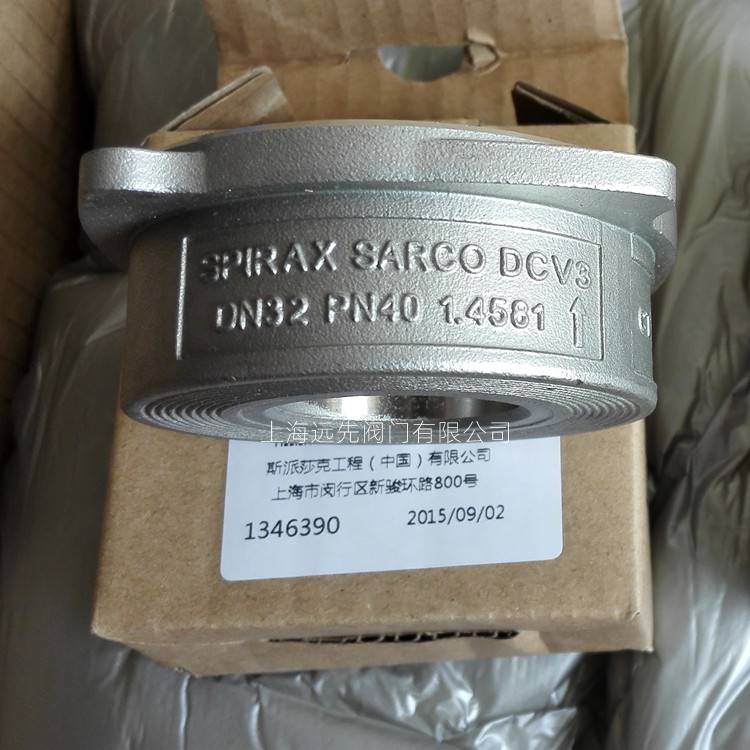 SPIRAX SARCO DCV3
DN32 PN40 1.4581 ↑
上海远先阀门有限公司
斯派莎克工程(中国)有限公司
上海市闵行区新骏环路800号
1346390 2015/09/02